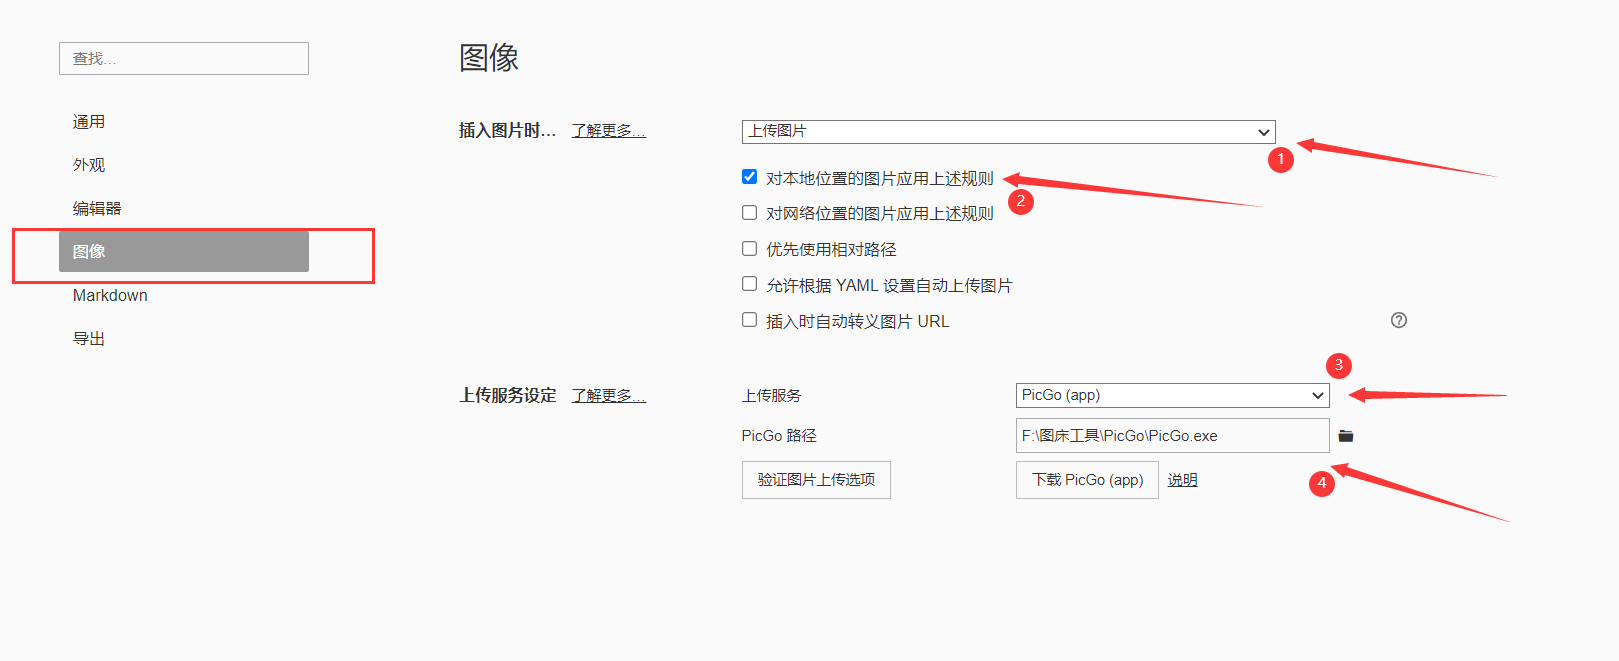 查找...
通用
外观
编辑器
图像
Markdown
导出
图像
插入图片时... 了解更多... 上传图片
1
对本地位置的图片应用上述规则
2
对网络位置的图片应用上述规则
优先使用相对路径
允许根据 YAML 设置自动上传图片
插入时自动转义图片 URL ?
3
上传服务设定 了解更多... 上传服务 PicGo (app)
PicGo 路径 F:\图床工具\PicGo\PicGo.exe
验证图片上传选项 下载 PicGo (app) 说明
4